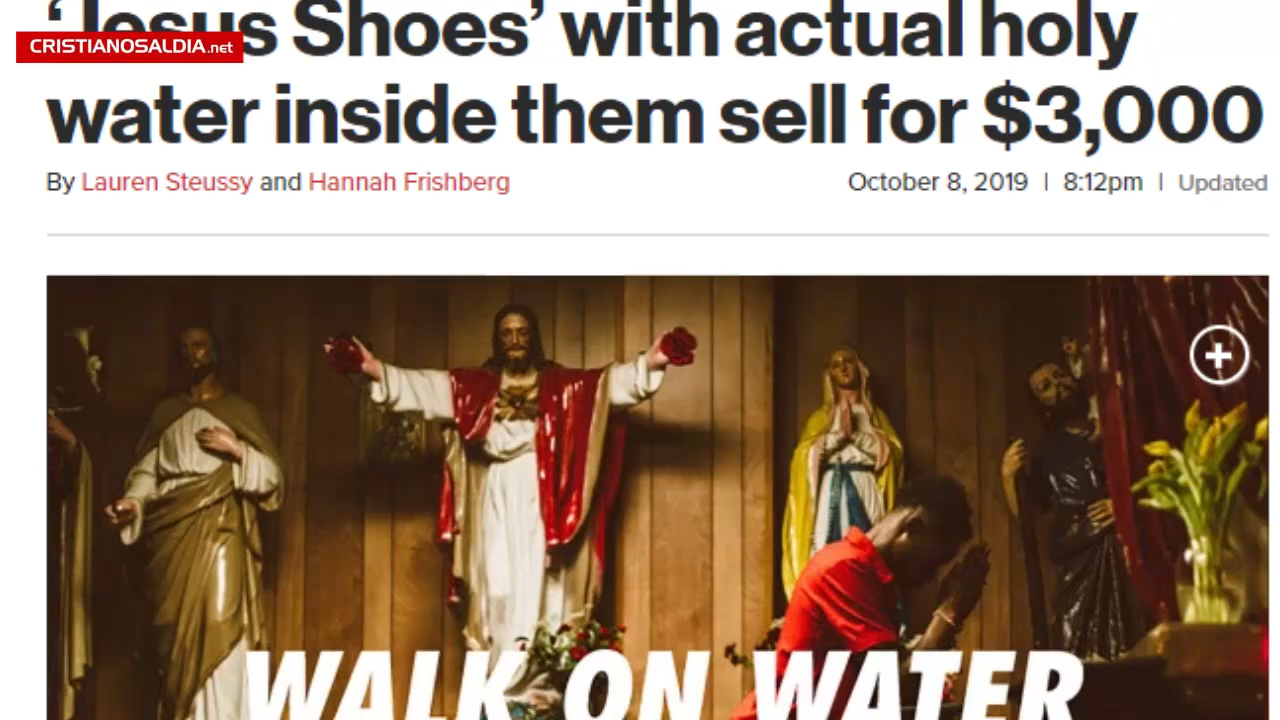 'Jesus Shoes' with actual holy
CRISTIANOSALDIA.net
water inside them sell for $3,000
By Lauren Steussy and Hannah Frishberg
October 8, 2019 | 8:12pm | Updated
WALK ON WATER